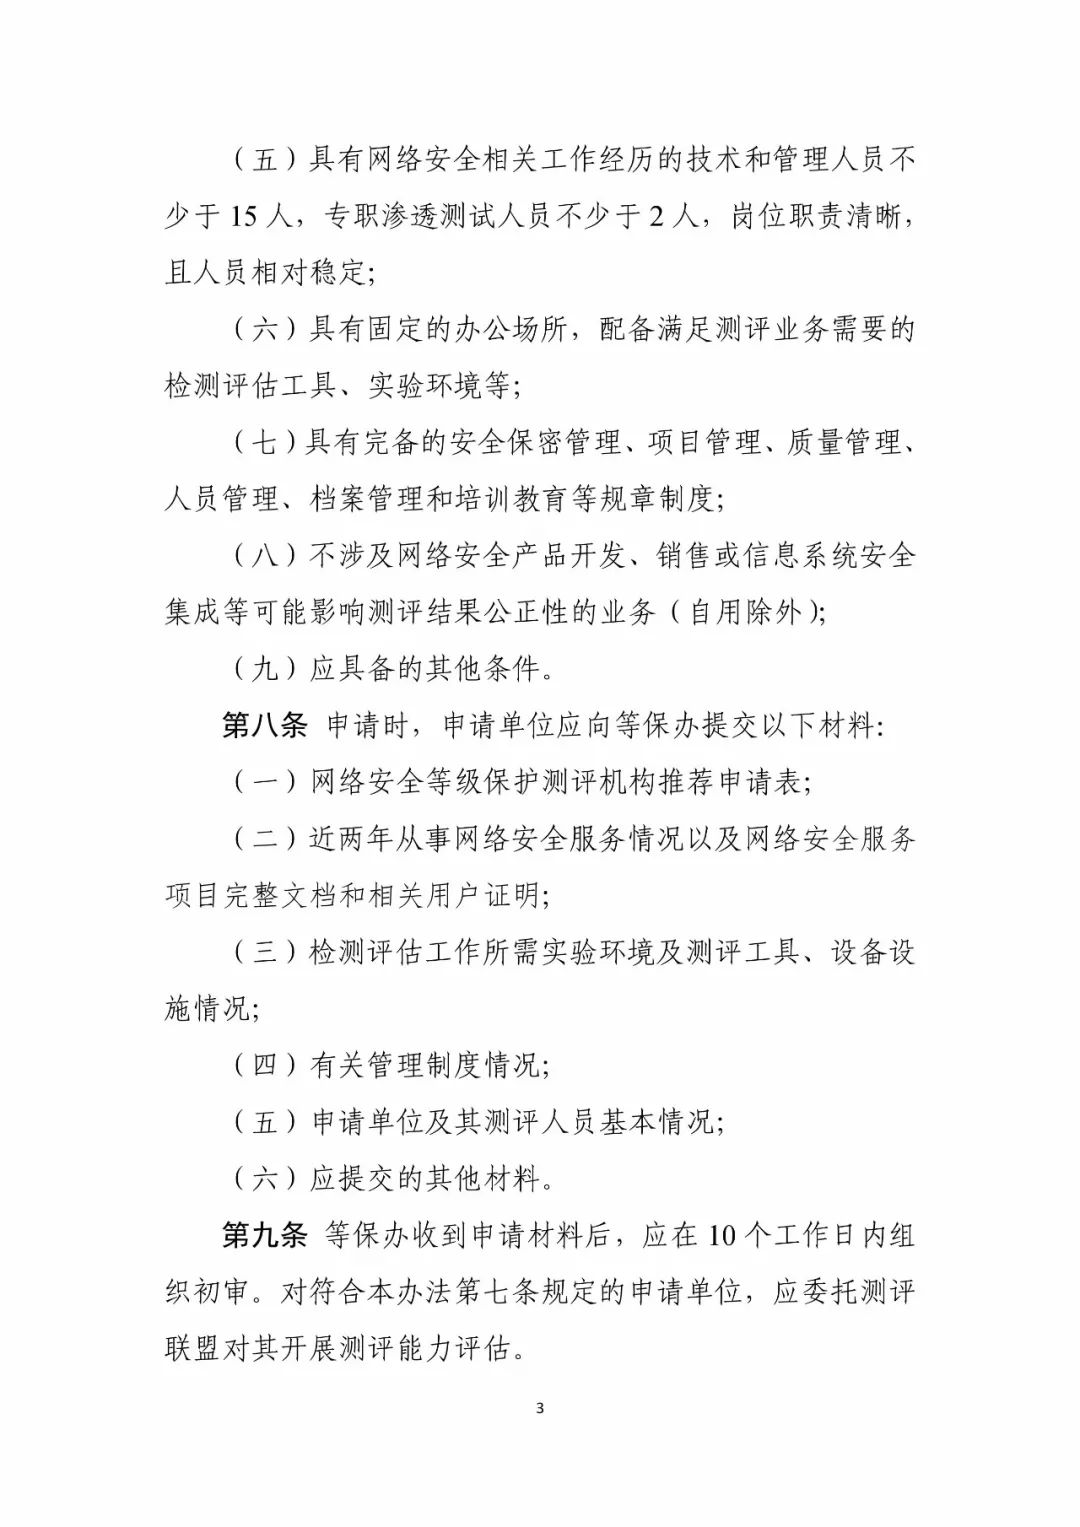 （五）具有网络安全相关工作经历的技术和管理人员不
少于 15 人，专职渗透测试人员不少于 2 人，岗位职责清晰，
且人员相对稳定；
（六）具有固定的办公场所，配备满足测评业务需要的
检测评估工具、实验环境等；
（七）具有完备的安全保密管理、项目管理、质量管理、
人员管理、档案管理和培训教育等规章制度；
（八）不涉及网络安全产品开发、销售或信息系统安全
集成等可能影响测评结果公正性的业务（自用除外）；
（九）应具备的其他条件。
第八条 申请时，申请单位应向等保办提交以下材料：
（一）网络安全等级保护测评机构推荐申请表；
（二）近两年从事网络安全服务情况以及网络安全服务
项目完整文档和相关用户证明；
（三）检测评估工作所需实验环境及测评工具、设备设
施情况；
（四）有关管理制度情况；
（五）申请单位及其测评人员基本情况；
（六）应提交的其他材料。
第九条 等保办收到申请材料后，应在 10 个工作日内组
织初审。对符合本办法第七条规定的申请单位，应委托测评
联盟对其开展测评能力评估。
3